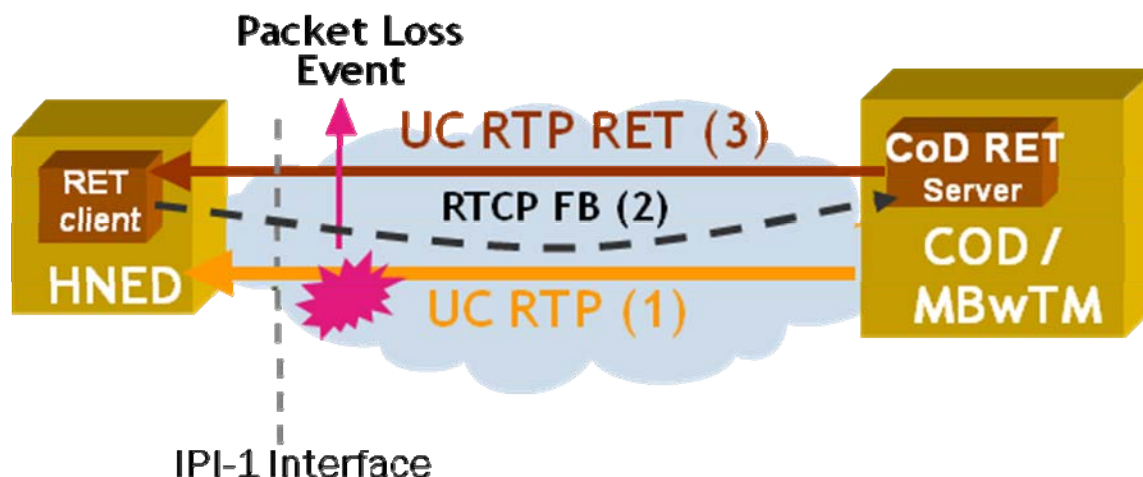 Packet Loss
Event
UC RTP RET (3)
CoD RET
Server
RET
client
RTCP FB (2)
HNED
COD /
MBwTM
UC RTP (1)
IPI-1 Interface